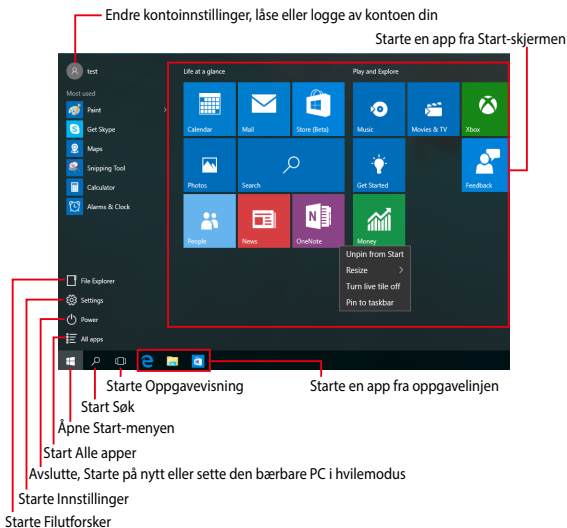 Endre kontoinnstillinger, låse eller logge av kontoen din
Starte en app fra Start-skjermen
test
Life at a glance
Play and Explore
Most used
Paint
Get Skype
Maps
Snipping Tool
Calculator
Alarms & Clock
Calendar
Mail
Store (Beta)
Music
Movies & TV
Xbox
Photos
Search
Get Started
Feedback
People
News
OneNote
Money
Unpin from Start
Resize
Turn live tile off
Pin to taskbar
File Explorer
Settings
Power
All apps
Starte Oppgavevisning
Starte en app fra oppgavelinjen
Start Søk
Åpne Start-menyen
Start Alle apper
Avslutte, Starte på nytt eller sette den bærbare PC i hvilemodus
Starte Innstillinger
Starte Filutforsker